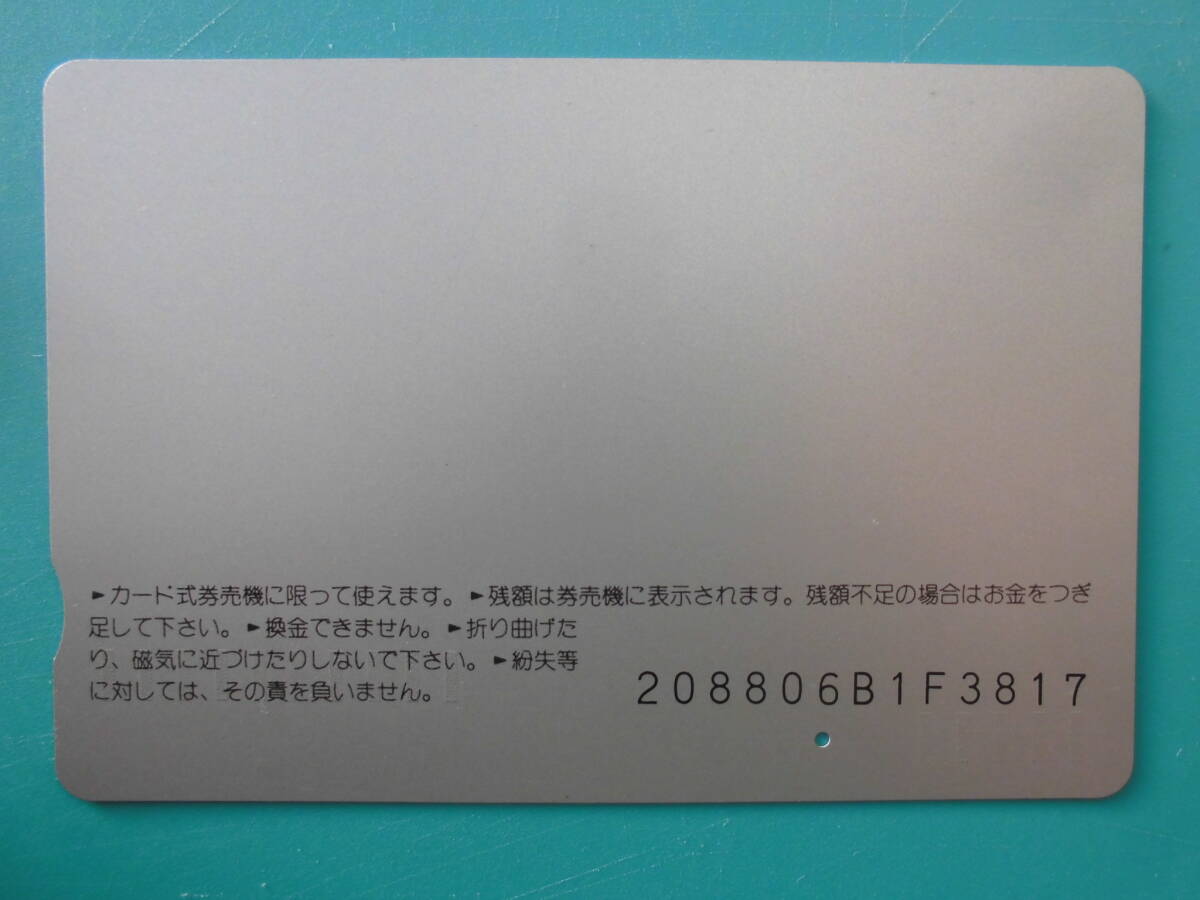 ►カード式券売機に限って使えます。►残額は券売機に表示されます。残額不足の場合はお金をつぎ
足して下さい。►換金できません。►折り曲げた
り、磁気に近づけたりしないで下さい。►紛失等
に対しては、その責を負いません。
208806B1F3817